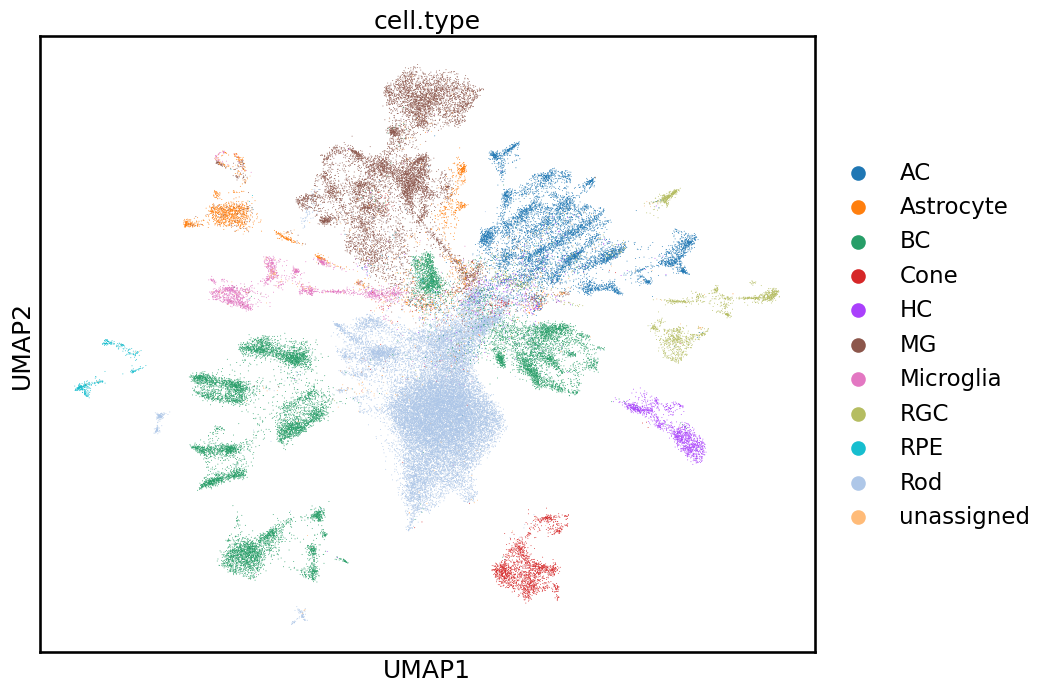 cell.type
UMAP2
UMAP1
AC
Astrocyte
BC
Cone
HC
MG
Microglia
RGC
RPE
Rod
unassigned